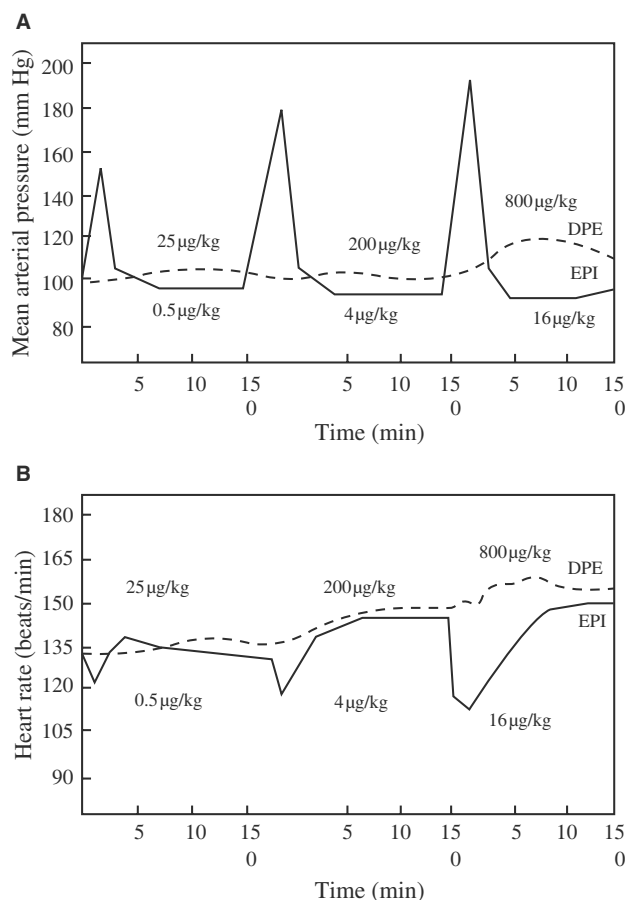 A
Mean arterial pressure (mm Hg)
200
180
160
140
120
100
80
25µg/kg
200µg/kg
800µg/kg
DPE
EPI
0.5µg/kg
4µg/kg
16µg/kg
5 10 15 5 10 15 5 10 15
0 0 0
Time (min)
B
Heart rate (beats/min)
180
165
150
135
120
105
90
25µg/kg
200µg/kg
800µg/kg
DPE
EPI
0.5µg/kg
4µg/kg
16µg/kg
5 10 15 5 10 15 5 10 15
0 0 0
Time (min)